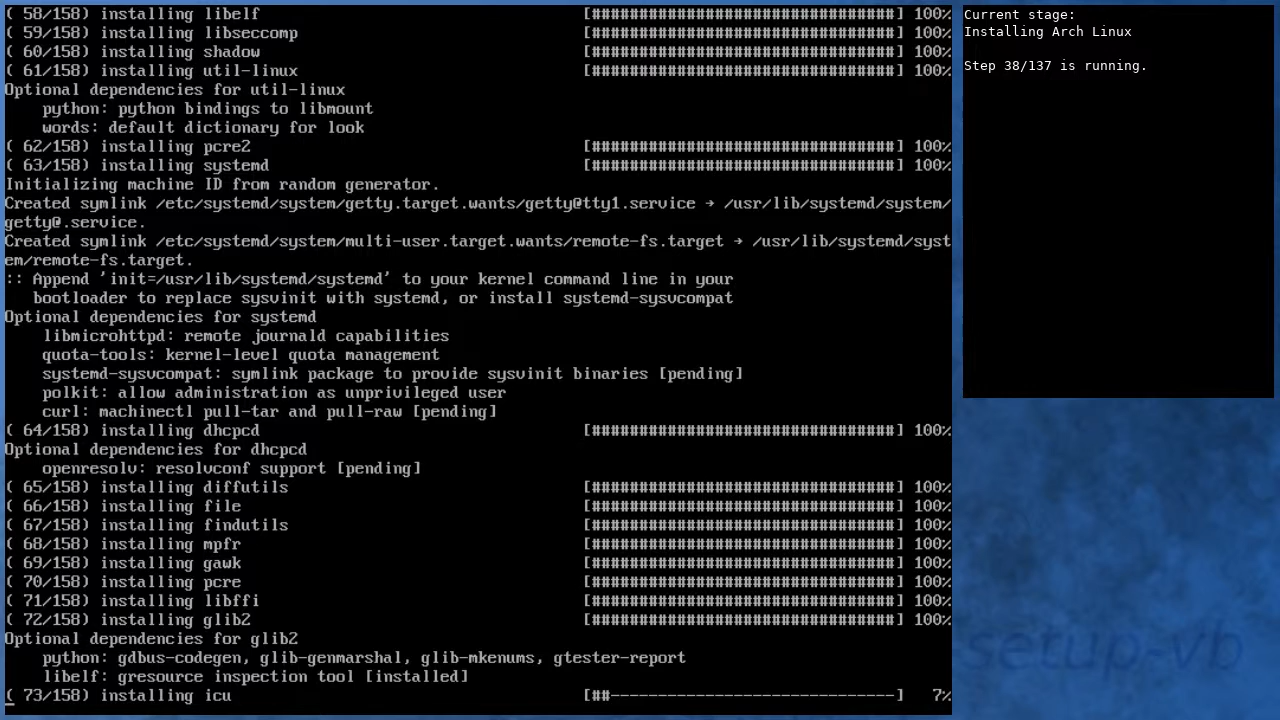 ( 58/158) installing libelf [################################] 100%
( 59/158) installing libseccomp [################################] 100%
( 60/158) installing shadow [################################] 100%
( 61/158) installing util-linux [################################] 100%
Optional dependencies for util-linux
    python: python bindings to libmount
    words: default dictionary for look
( 62/158) installing pcre2 [################################] 100%
( 63/158) installing systemd [################################] 100%
Initializing machine ID from random generator.
Created symlink /etc/systemd/system/getty.target.wants/getty@tty1.service → /usr/lib/systemd/system/
getty@.service.
Created symlink /etc/systemd/system/multi-user.target.wants/remote-fs.target → /usr/lib/systemd/syst
em/remote-fs.target.
:: Append 'init=/usr/lib/systemd/systemd' to your kernel command line in your
   bootloader to replace sysvinit with systemd, or install systemd-sysvcompat
Optional dependencies for systemd
    libmicrohttpd: remote journald capabilities
    quota-tools: kernel-level quota management
    systemd-sysvcompat: symlink package to provide sysvinit binaries [pending]
    polkit: allow administration as unprivileged user
    curl: machinectl pull-tar and pull-raw [pending]
( 64/158) installing dhcpcd [################################] 100%
Optional dependencies for dhcpcd
    openresolv: resolvconf support [pending]
( 65/158) installing diffutils [################################] 100%
( 66/158) installing file [################################] 100%
( 67/158) installing findutils [################################] 100%
( 68/158) installing mpfr [################################] 100%
( 69/158) installing gawk [################################] 100%
( 70/158) installing pcre [################################] 100%
( 71/158) installing libffi [################################] 100%
( 72/158) installing glib2 [################################] 100%
Optional dependencies for glib2
    python: gdbus-codegen, glib-genmarshal, glib-mkenums, gtester-report
    libelf: gresource inspection tool [installed]
( 73/158) installing icu [##------------------------------] 7%
Current stage:
Installing Arch Linux
Step 38/137 is running.
setup-vb